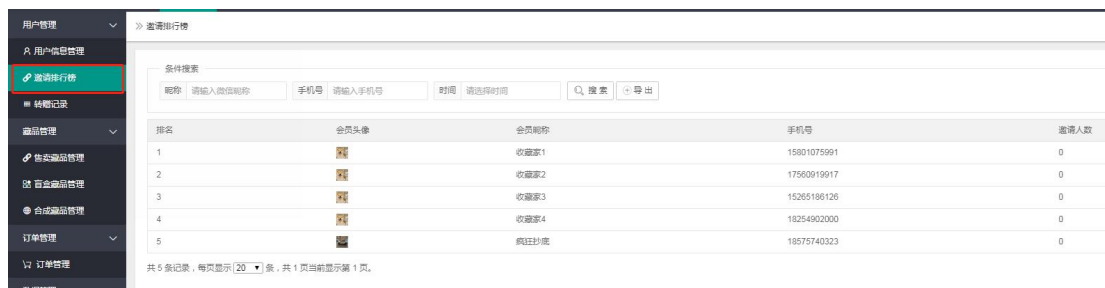 用户管理
>> 邀请排行榜
用户信息管理
邀请排行榜
转赠记录
藏品管理
售卖藏品管理
盲盒藏品管理
合成藏品管理
订单管理
订单管理
条件搜索
昵称 请输入微信昵称 手机号 请输入手机号 时间 请选择时间 搜索 导出
排名 会员头像 会员昵称 手机号 邀请人数
1 收藏家1 15801075991 0
2 收藏家2 17560919917 0
3 收藏家3 15265186126 0
4 收藏家4 18254902000 0
5 疯狂抄底 18575740323 0
共 5 条记录，每页显示 20 条，共 1 页当前显示第 1 页。